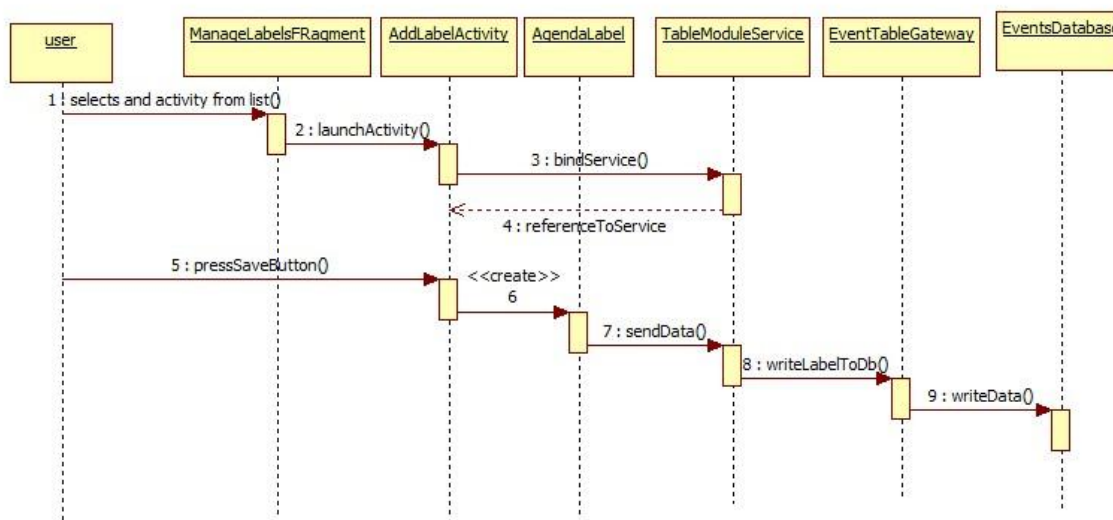 user
ManageLabelsFRagment
AddLabelActivity
AgendaLabel
TableModuleService
EventTableGateway
EventsDatabase
1 : selects and activity from list()
2 : launchActivity()
3 : bindService()
4 : referenceToService
5 : pressSaveButton()
<<create>>
6
7 : sendData()
8 : writeLabelToDb()
9 : writeData()